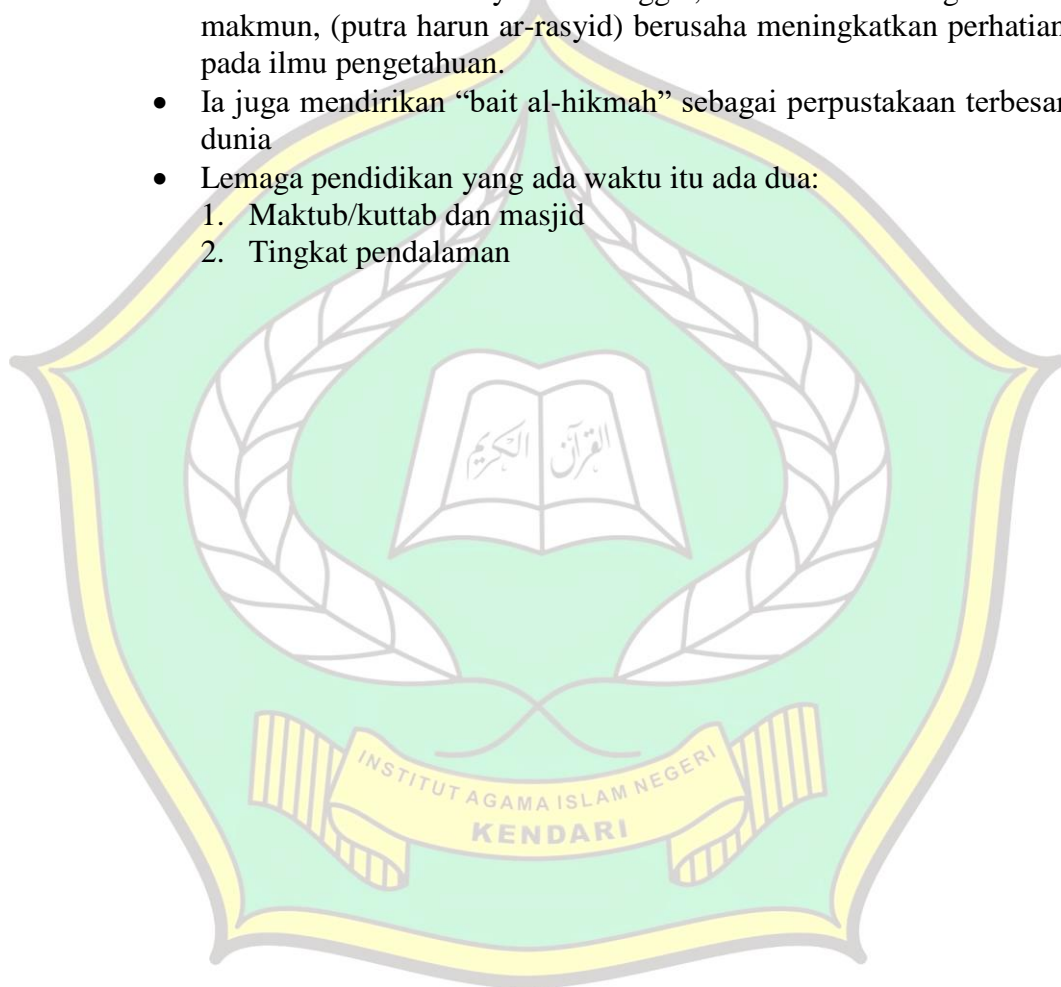 makmun, (putra harun ar-rasyid) berusaha meningkatkan perhatian
pada ilmu pengetahuan.
• Ia juga mendirikan “bait al-hikmah” sebagai perpustakaan terbesar
dunia
• Lemaga pendidikan yang ada waktu itu ada dua:
1. Maktub/kuttab dan masjid
2. Tingkat pendalaman
القرآن الكريم
INSTITUT AGAMA ISLAM NEGERI
KENDARI